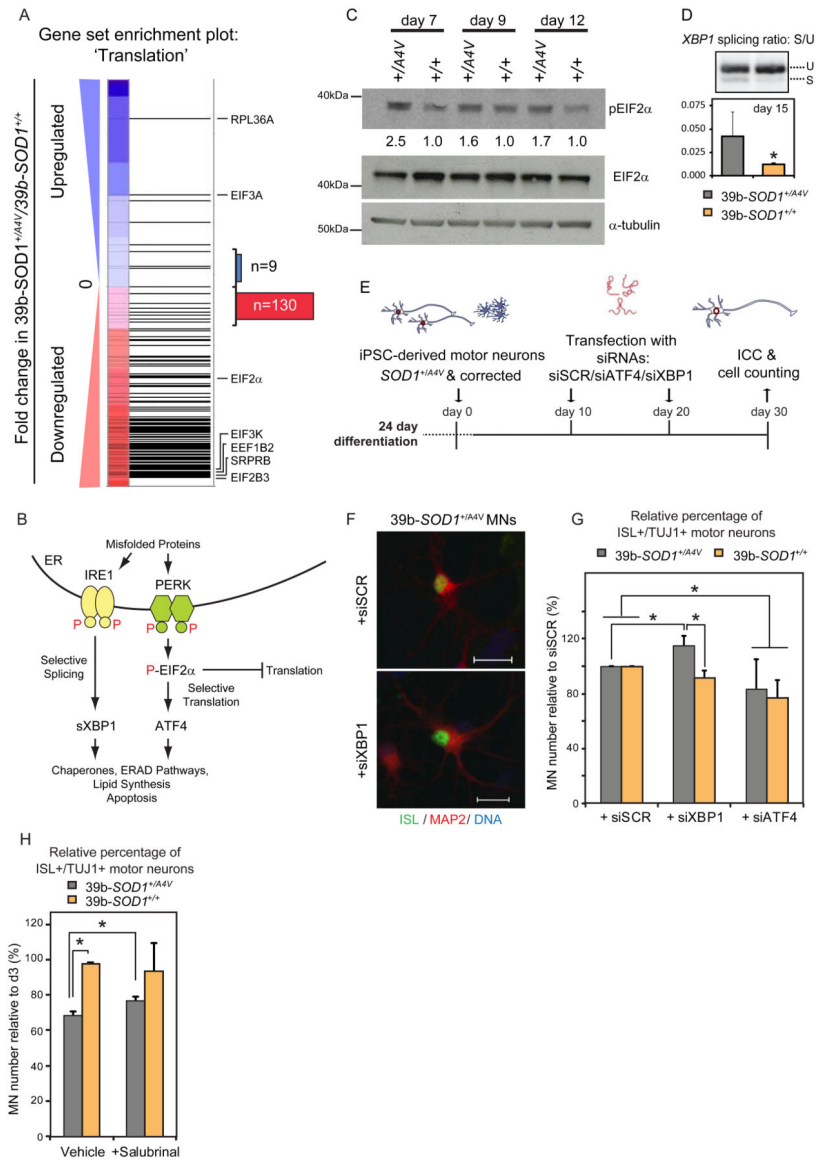 A
Gene set enrichment plot:
'Translation'
Fold change in 39b-SOD1+/A4V/39b-SOD1+/+
Upregulated
0
Downregulated
RPL36A
EIF3A
n=9
n=130
EIF2α
EIF3K
EEF1B2
SRPRB
EIF2B3
B
Misfolded Proteins
ER
IRE1
PERK
P
P
P
P
P-EIF2α
Translation
Selective
Splicing
Selective
Translation
sXBP1
ATF4
Chaperones, ERAD Pathways,
Lipid Synthesis
Apoptosis
C
day 7
day 9
day 12
+/A4V
+/+
+/A4V
+/+
+/A4V
+/+
40kDa
pEIF2α
2.5 1.0 1.6 1.0 1.7 1.0
40kDa
EIF2α
50kDa
α-tubulin
D
XBP1 splicing ratio: S/U
U
S
0.075
0.050
0.025
0.000
day 15
*
39b-SOD1+/A4V
39b-SOD1+/+
E
iPSC-derived motor neurons
SOD1+/A4V & corrected
Transfection with
siRNAs:
siSCR/siATF4/siXBP1
ICC &
cell counting
day 0
day 10
day 20
day 30
24 day
differentiation
F
39b-SOD1+/A4V MNs
+siSCR
+siXBP1
ISL / MAP2/ DNA
G
Relative percentage of
ISL+/TUJ1+ motor neurons
39b-SOD1+/A4V
39b-SOD1+/+
MN number relative to siSCR (%)
120
80
40
0
*
*
*
*
+ siSCR
+ siXBP1
+ siATF4
H
Relative percentage of
ISL+/TUJ1+ motor neurons
39b-SOD1+/A4V
39b-SOD1+/+
MN number relative to d3 (%)
120
100
80
60
40
20
0
*
*
Vehicle
+Salubrinal